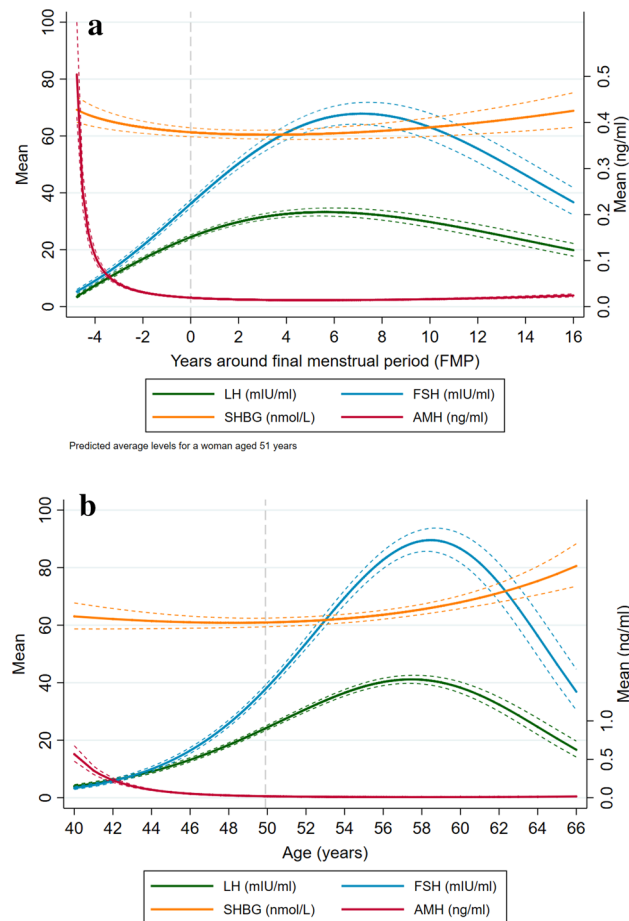 a
100
80
60
40
20
0
Mean
0.5
0.4
0.3
0.2
0.1
0.0
Mean (ng/ml)
-4 -2 0 2 4 6 8 10 12 14 16
Years around final menstrual period (FMP)
LH (mIU/ml) FSH (mIU/ml)
SHBG (nmol/L) AMH (ng/ml)
Predicted average levels for a woman aged 51 years
b
100
80
60
40
20
0
Mean
1.0
0.5
0.0
Mean (ng/ml)
40 42 44 46 48 50 52 54 56 58 60 62 64 66
Age (years)
LH (mIU/ml) FSH (mIU/ml)
SHBG (nmol/L) AMH (ng/ml)